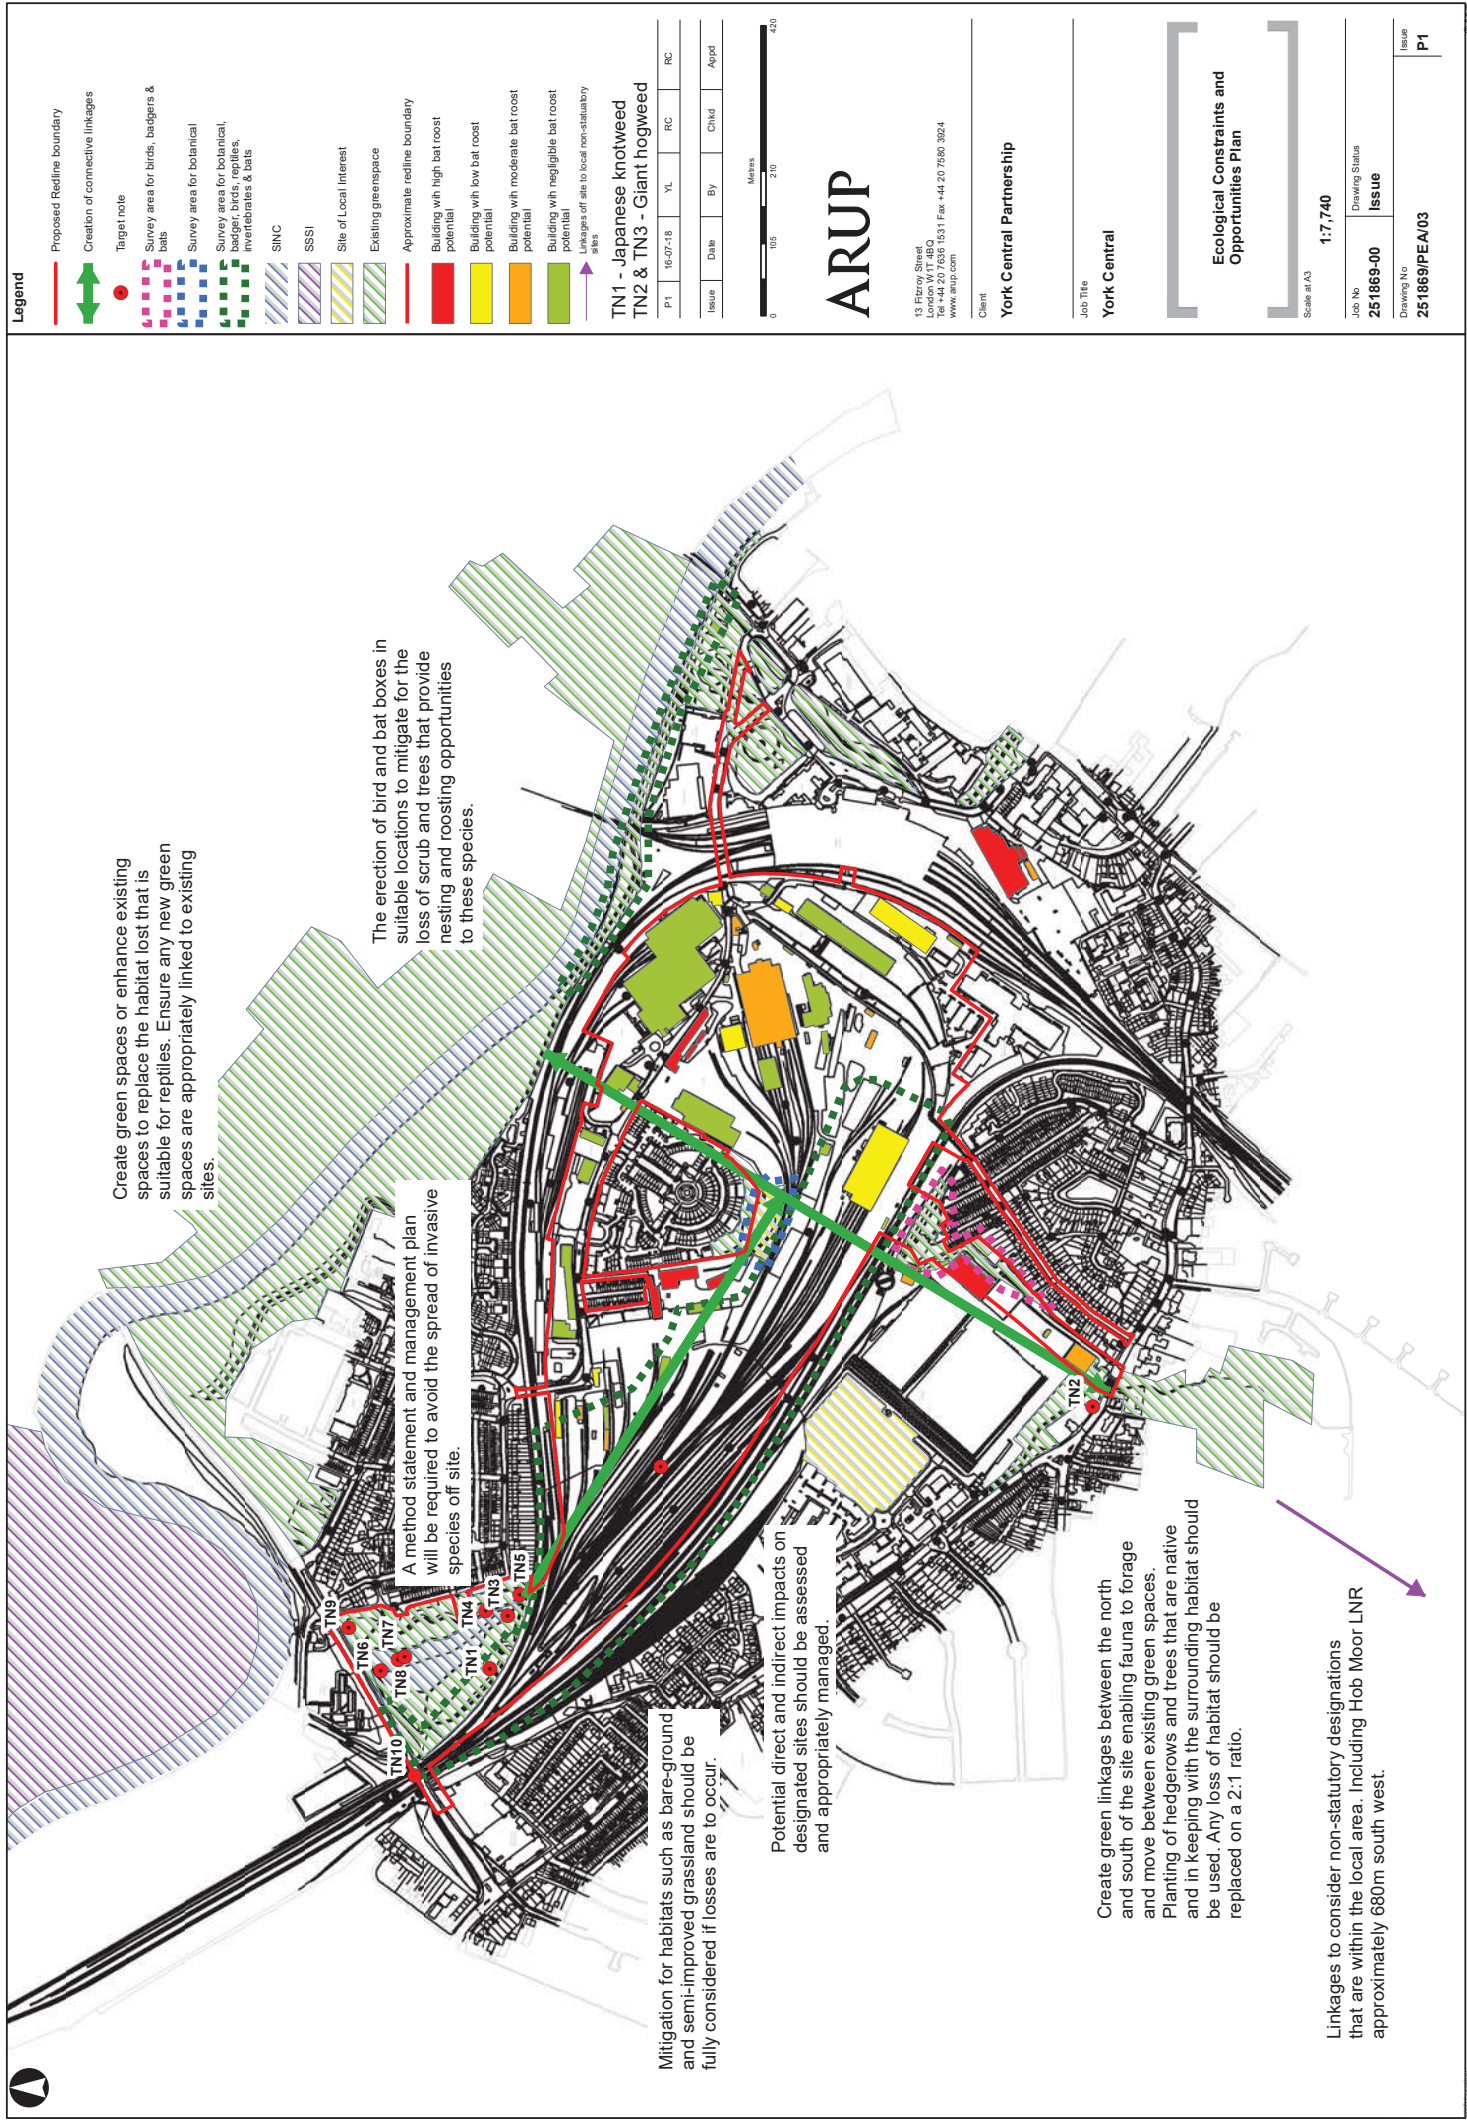 Create green spaces or enhance existing
spaces to replace the habitat lost that is
suitable for reptiles. Ensure any new green
spaces are appropriately linked to existing
sites.
The erection of bird and bat boxes in
suitable locations to mitigate for the
loss of scrub and trees that provide
nesting and roosting opportunities
to these species.
A method statement and management plan
will be required to avoid the spread of invasive
species off site.
TN9
TN6
TN7
TN8
TN4
TN3
TN5
TN1
TN10
TN2
Mitigation for habitats such as bare-ground
and semi-improved grassland should be
fully considered if losses are to occur.
Potential direct and indirect impacts on
designated sites should be assessed
and appropriately managed.
Create green linkages between the north
and south of the site enabling fauna to forage
and move between existing green spaces.
Planting of hedgerows and trees that are native
and in keeping with the surrounding habitat should
be used. Any loss of habitat should be
replaced on a 2:1 ratio.
Linkages to consider non-statutory designations
that are within the local area. Including Hob Moor LNR
approximately 680m south west.
Legend
Proposed Redline boundary
Creation of connective linkages
Target note
Survey area for birds, badgers &
bats
Survey area for botanical
Survey area for botanical,
badger, birds, reptiles,
invertebrates & bats
SINC
SSSI
Site of Local Interest
Existing greenspace
Approximate redline boundary
Building wih high bat roost
potential
Building wih low bat roost
potential
Building wih moderate bat roost
potential
Building wih negligible bat roost
potential
Linkages off site to local non-statuatory
sites
TN1 - Japanese knotweed
TN2 & TN3 - Giant hogweed
P1 16-07-18 YL RC RC
Issue Date By Chkd Appd
Metres
0 105 210 420
ARUP
13 Fitzroy Street
London W1T 4BQ
Tel +44 20 7636 1531 Fax +44 20 7580 3924
www.arup.com
Client
York Central Partnership
Job Title
York Central
Ecological Constraints and
Opportunities Plan
Scale at A3
1:7,740
Job No
251869-00
Drawing Status
Issue
Drawing No
251869/PEA/03
Issue
P1